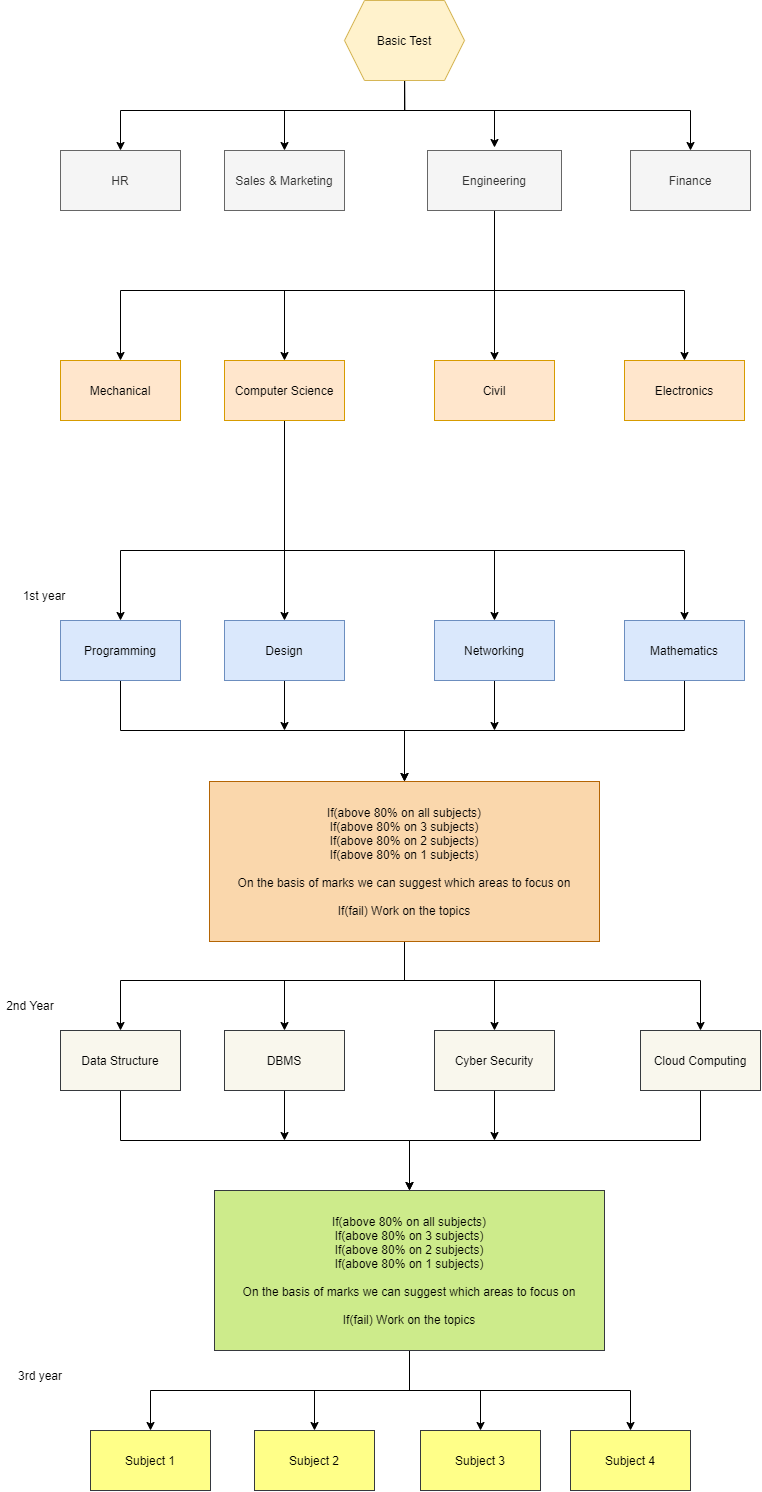 Basic Test
HR
Sales & Marketing
Engineering
Finance
Mechanical
Computer Science
Civil
Electronics
1st year
Programming
Design
Networking
Mathematics
If(above 80% on all subjects)
If(above 80% on 3 subjects)
If(above 80% on 2 subjects)
If(above 80% on 1 subjects)
On the basis of marks we can suggest which areas to focus on
If(fail) Work on the topics
2nd Year
Data Structure
DBMS
Cyber Security
Cloud Computing
If(above 80% on all subjects)
If(above 80% on 3 subjects)
If(above 80% on 2 subjects)
If(above 80% on 1 subjects)
On the basis of marks we can suggest which areas to focus on
If(fail) Work on the topics
3rd year
Subject 1
Subject 2
Subject 3
Subject 4